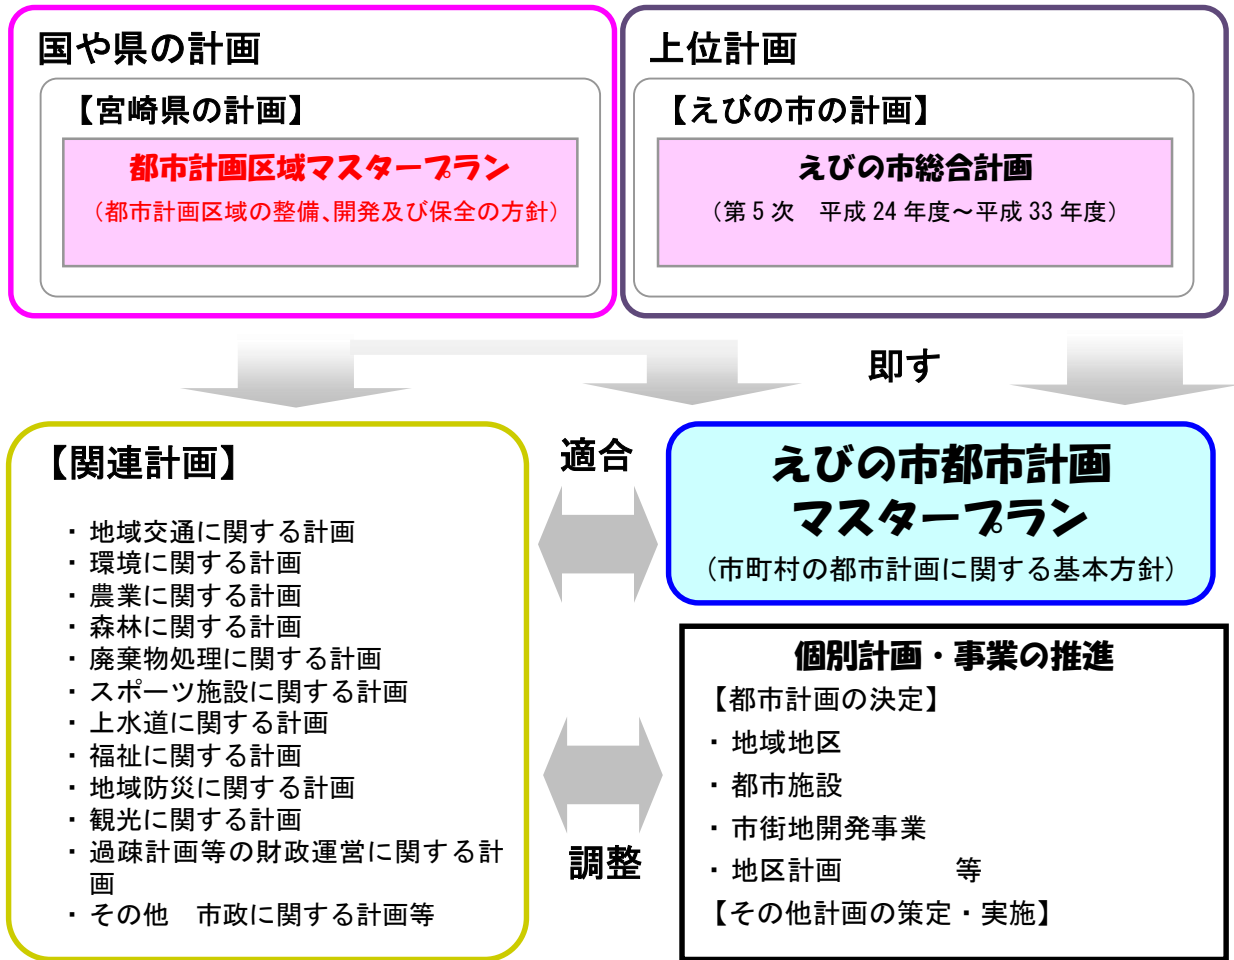 国や県の計画
【宮崎県の計画】
都市計画区域マスタープラン
（都市計画区域の整備、開発及び保全の方針）
上位計画
【えびの市の計画】
えびの市総合計画
（第５次　平成 24 年度～平成 33 年度）
即す
【関連計画】
・地域交通に関する計画
・環境に関する計画
・農業に関する計画
・森林に関する計画
・廃棄物処理に関する計画
・スポーツ施設に関する計画
・上水道に関する計画
・福祉に関する計画
・地域防災に関する計画
・観光に関する計画
・過疎計画等の財政運営に関する計
画
・その他　市政に関する計画等
適合
調整
えびの市都市計画
マスタープラン
（市町村の都市計画に関する基本方針）
個別計画・事業の推進
【都市計画の決定】
・地域地区
・都市施設
・市街地開発事業
・地区計画　　　　等
【その他計画の策定・実施】